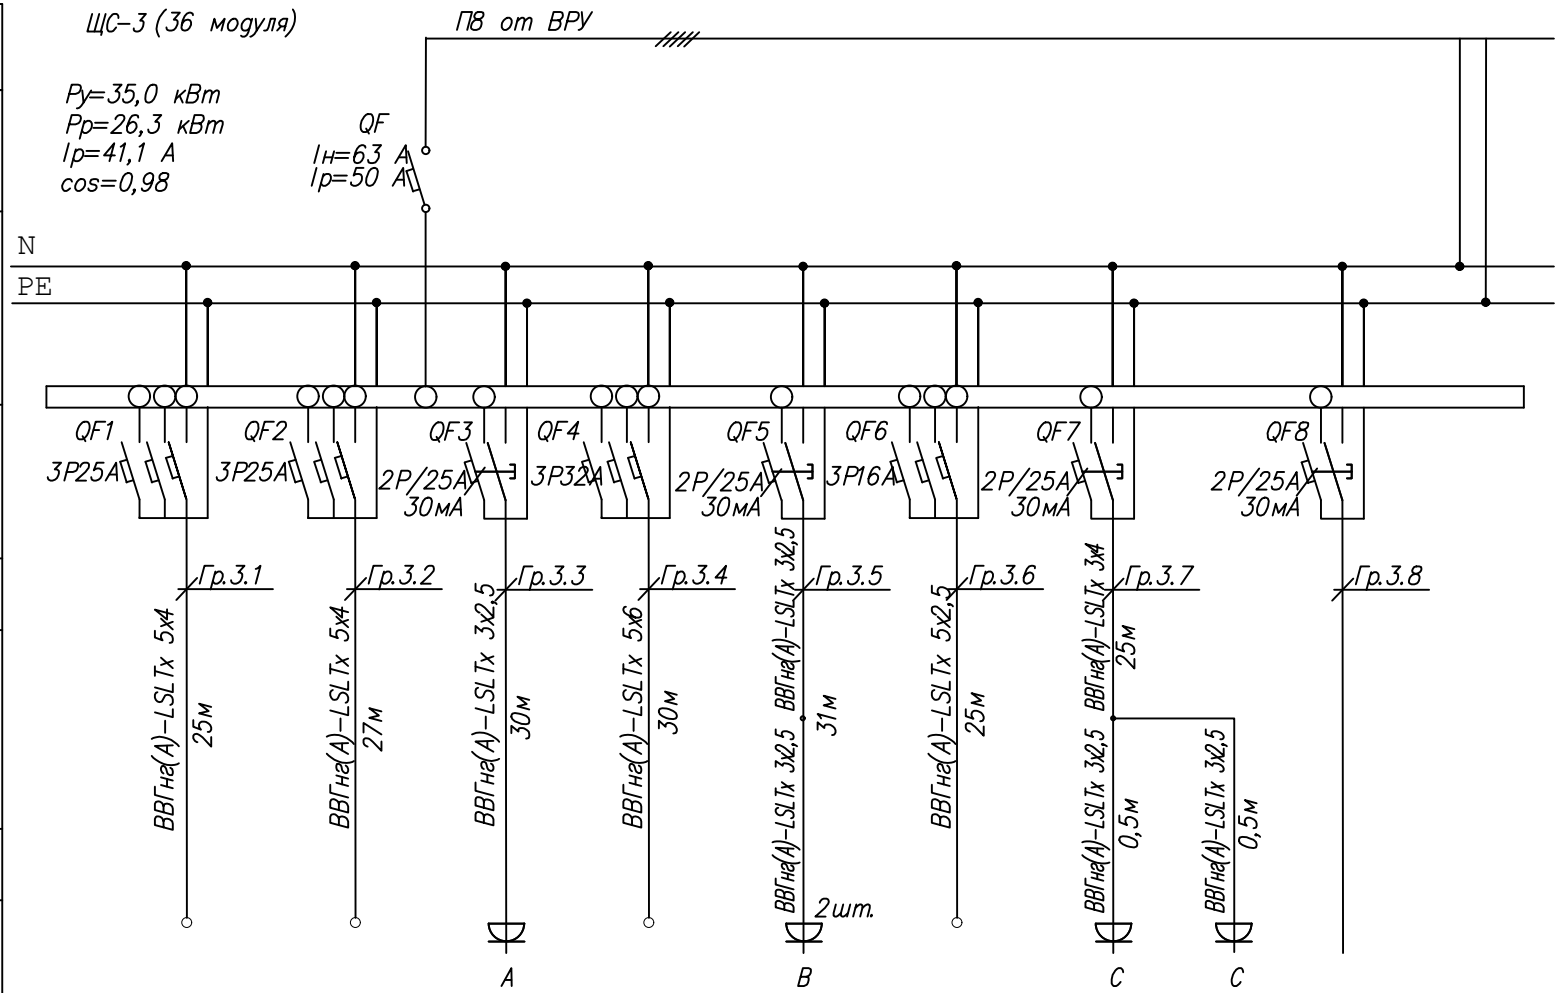 ЩС-3 (36 модуля)
П8 от ВРУ
Ру=35,0 кВт
Рр=26,3 кВт
Iр=41,1 А
cos=0,98
QF
Iн=63 А
Iр=50 А
N
PE
QF1
3P25A
QF2
3P25A
QF3
2P/25A
30мА
QF4
3P32A
QF5
2P/25A
30мА
QF6
3P16A
QF7
2P/25A
30мА
QF8
2P/25A
30мА
Гр.3.1
Гр.3.2
Гр.3.3
Гр.3.4
Гр.3.5
Гр.3.6
Гр.3.7
Гр.3.8
ВВГнг(А)-LSLTx 5х4
25м
ВВГнг(А)-LSLTx 5х4
27м
ВВГнг(А)-LSLTx 3х2,5
30м
ВВГнг(А)-LSLTx 5х6
30м
ВВГнг(А)-LSLTx 3х2,5
31м
ВВГнг(А)-LSLTx 3х2,5
2шт.
ВВГнг(А)-LSLTx 5х2,5
25м
ВВГнг(А)-LSLTx 3х4
25м
ВВГнг(А)-LSLTx 3х2,5
0,5м
ВВГнг(А)-LSLTx 3х2,5
0,5м
A
B
C
C